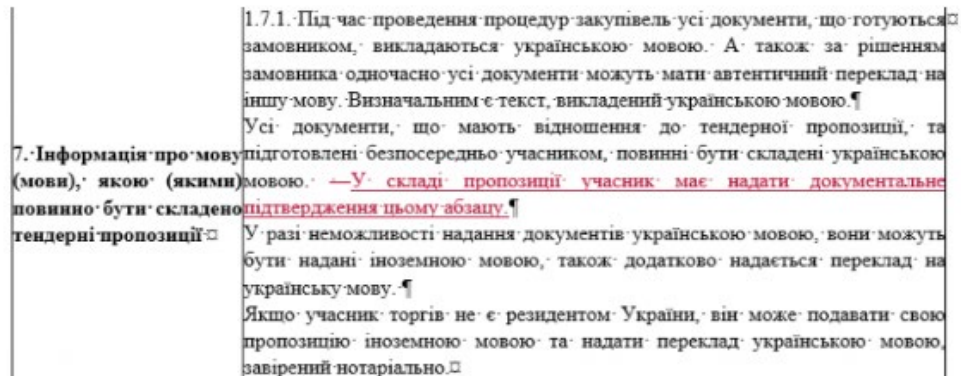 7. Інформація про мову
(мови), якою (якими)
повинно бути складено
тендерні пропозиції
1.7.1. Під час проведення процедур закупівель усі документи, що готуються
замовником, викладаються українською мовою. А також за рішенням
замовника одночасно усі документи можуть мати автентичний переклад на
іншу мову. Визначальним є текст, викладений українською мовою.¶
Усі документи, що мають відношення до тендерної пропозиції, та
підготовлені безпосередньо учасником, повинні бути складені українською
мовою. —У складі пропозиції учасник має надати документальне
підтвердження цьому абзацу.¶
У разі неможливості надання документів українською мовою, вони можуть
бути надані іноземною мовою, також додатково надається переклад на
українську мову. ¶
Якщо учасник торгів не є резидентом України, він може подавати свою
пропозицію іноземною мовою та надати переклад українською мовою,
завірений нотаріально.